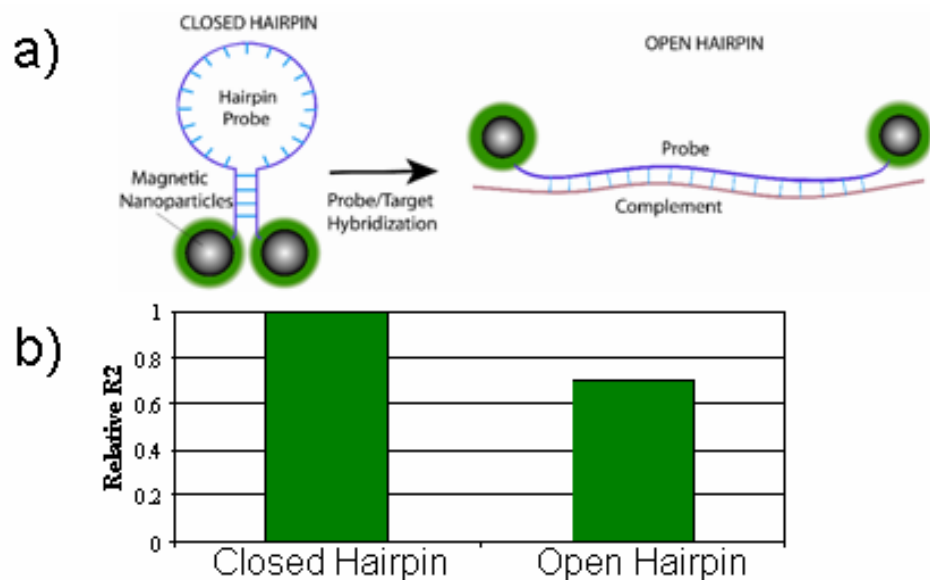 a)
CLOSED HAIRPIN
OPEN HAIRPIN
Hairpin
Probe
Magnetic
Nanoparticles
Probe/Target
Hybridization
Probe
Complement
b)
Relative R2
1
0.8
0.6
0.4
0.2
0
Closed Hairpin
Open Hairpin